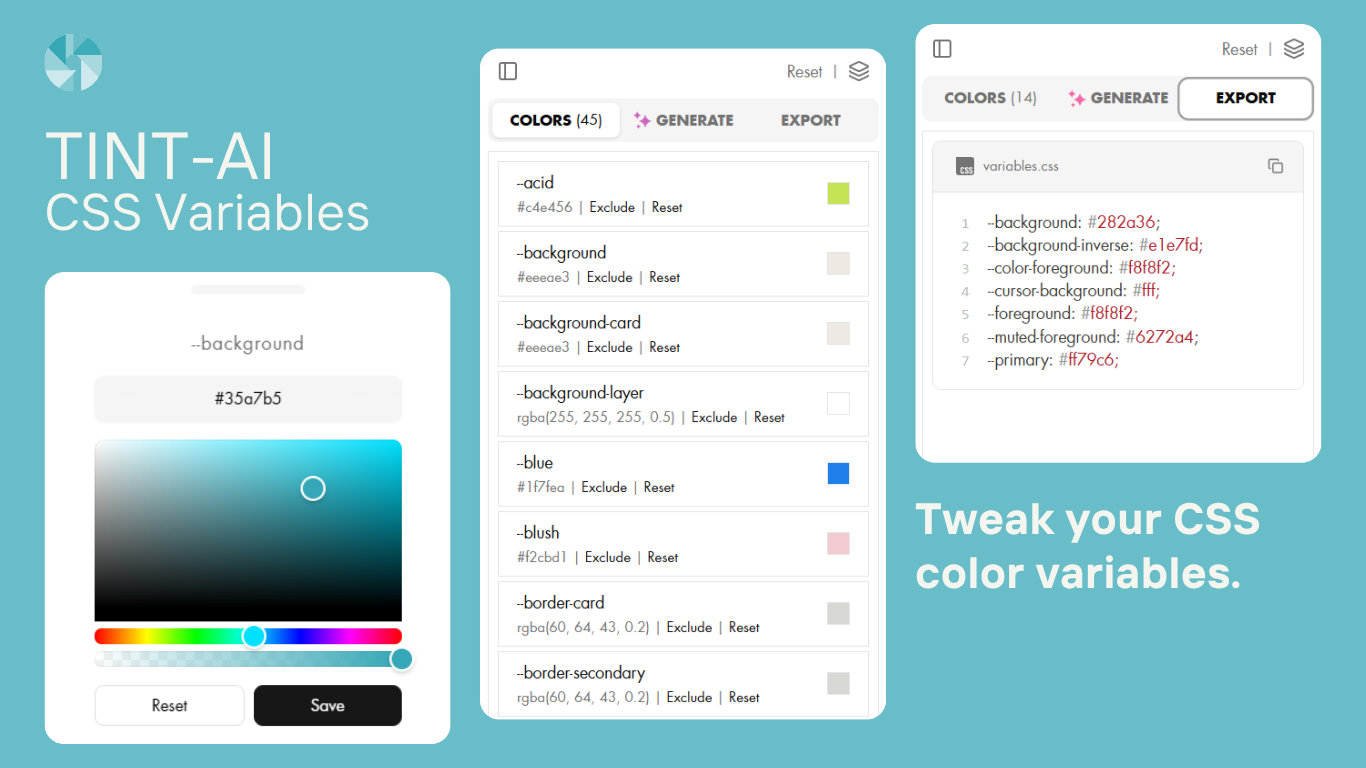 TINT-AI
CSS Variables
--background
#35a7b5
Reset
Save
Reset |
COLORS (45)
GENERATE
EXPORT
--acid
#c4e456 | Exclude | Reset
--background
#eeeae3 | Exclude | Reset
--background-card
#eeeae3 | Exclude | Reset
--background-layer
rgba(255, 255, 255, 0.5) | Exclude | Reset
--blue
#1f7fea | Exclude | Reset
--blush
#f2cbd1 | Exclude | Reset
--border-card
rgba(60, 64, 43, 0.2) | Exclude | Reset
--border-secondary
rgba(60, 64, 43, 0.2) | Exclude | Reset
Reset |
COLORS (14)
GENERATE
EXPORT
CSS variables.css
1 --background: #282a36;
2 --background-inverse: #e1e7fd;
3 --color-foreground: #f8f8f2;
4 --cursor-background: #fff;
5 --foreground: #f8f8f2;
6 --muted-foreground: #6272a4;
7 --primary: #ff79c6;
Tweak your CSS
color variables.